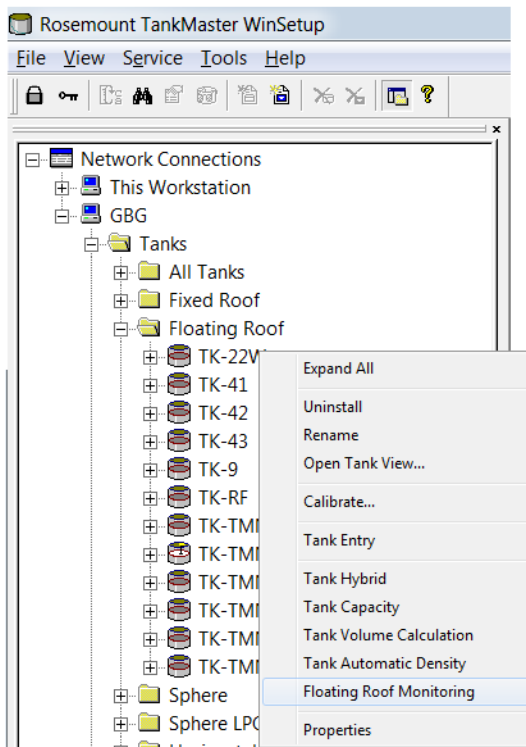 Rosemount TankMaster WinSetup
File View Service Tools Help
Network Connections
This Workstation
GBG
Tanks
All Tanks
Fixed Roof
Floating Roof
TK-22W
TK-41
TK-42
TK-43
TK-9
TK-RF
Sphere
Expand All
Uninstall
Rename
Open Tank View...
Calibrate...
Tank Entry
Tank Hybrid
Tank Capacity
Tank Volume Calculation
Tank Automatic Density
Floating Roof Monitoring
Properties